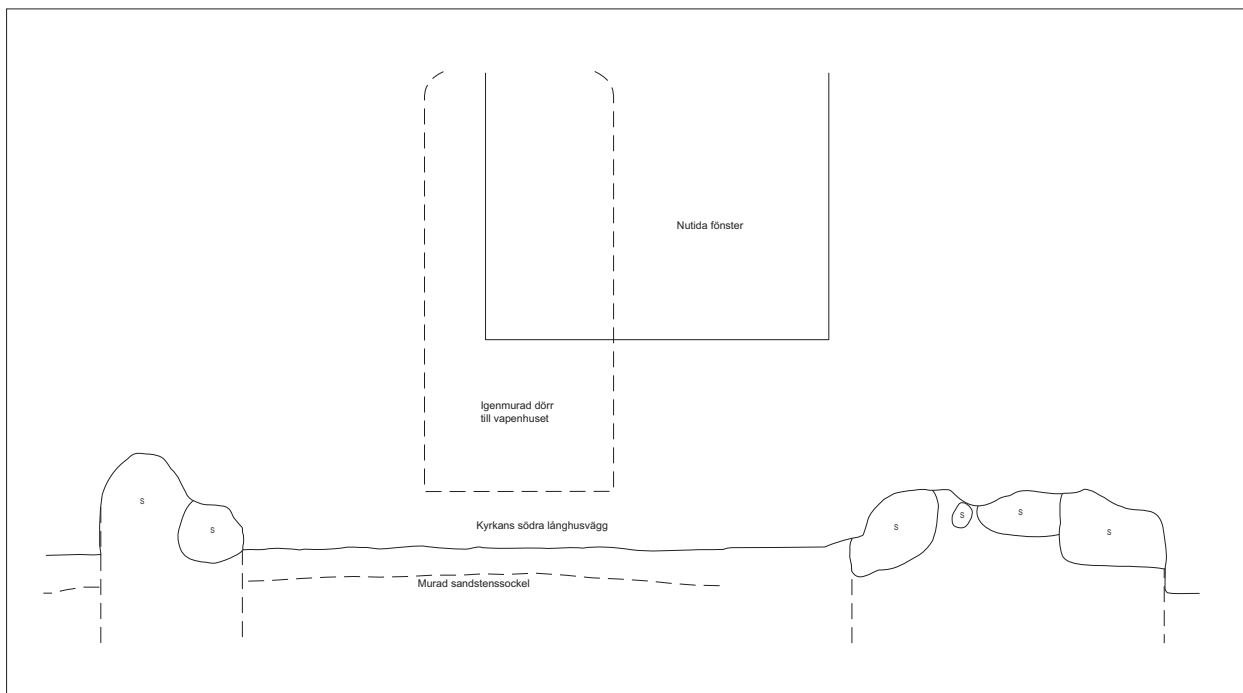 Nutida fönster
Igenmurad dörr
till vapenhuset
S
S
Kyrkans södra långhusvägg
S
S
S
S
Murad sandstenssockel